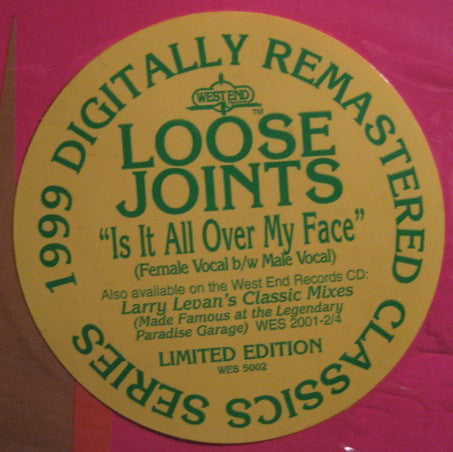 1999 DIGITALLY REMASTERED CLASSICS SERIES
WEST END
TM
LOOSE
JOINTS
"Is It All Over My Face"
(Female Vocal b/w Male Vocal)
Also available on the West End Records CD:
Larry Levan's Classic Mixes
(Made Famous at the Legendary
Paradise Garage) WES 2001-2/4
LIMITED EDITION
WES 5002